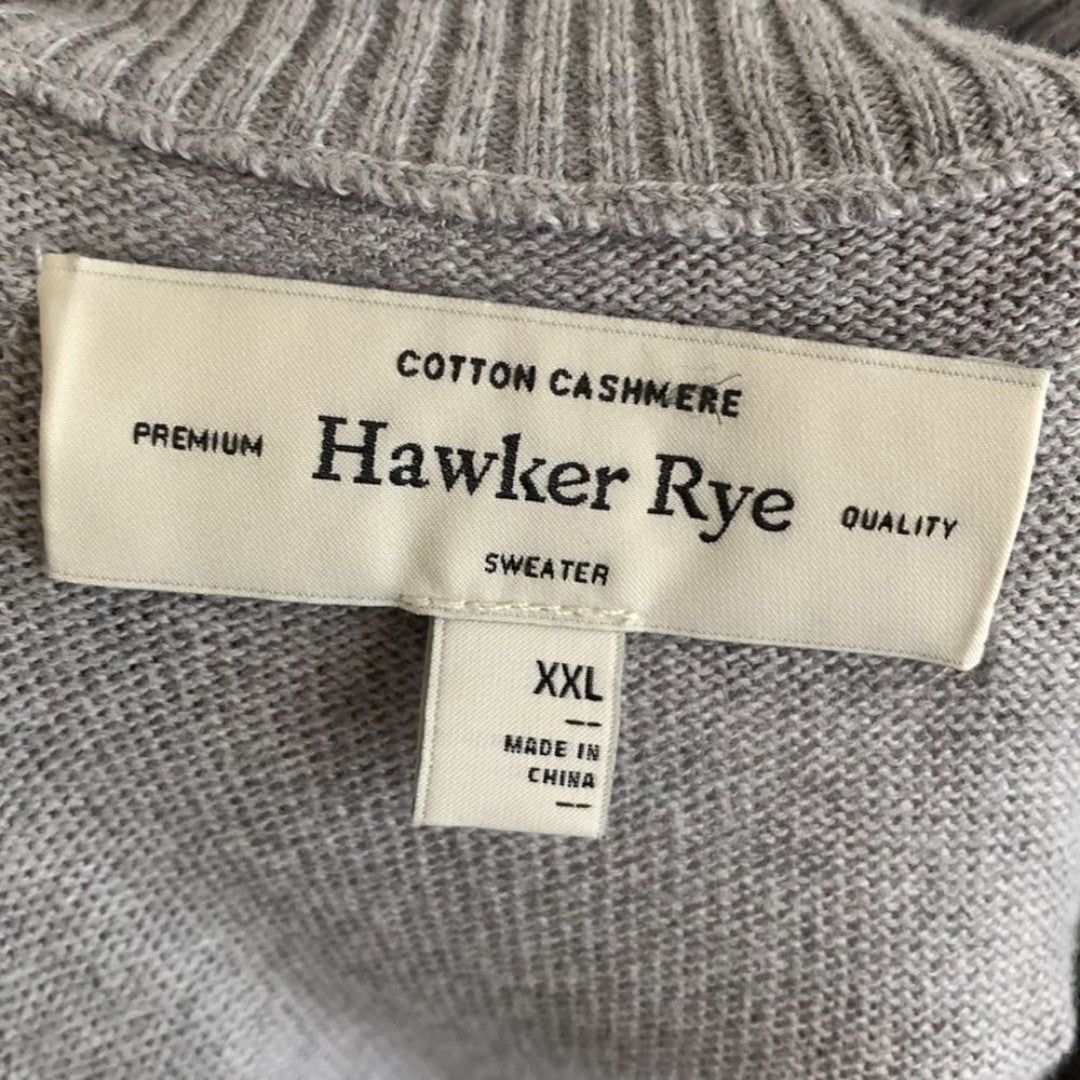 COTTON CASHMERE
PREMIUM Hawker Rye QUALITY
SWEATER
XXL
MADE IN
CHINA